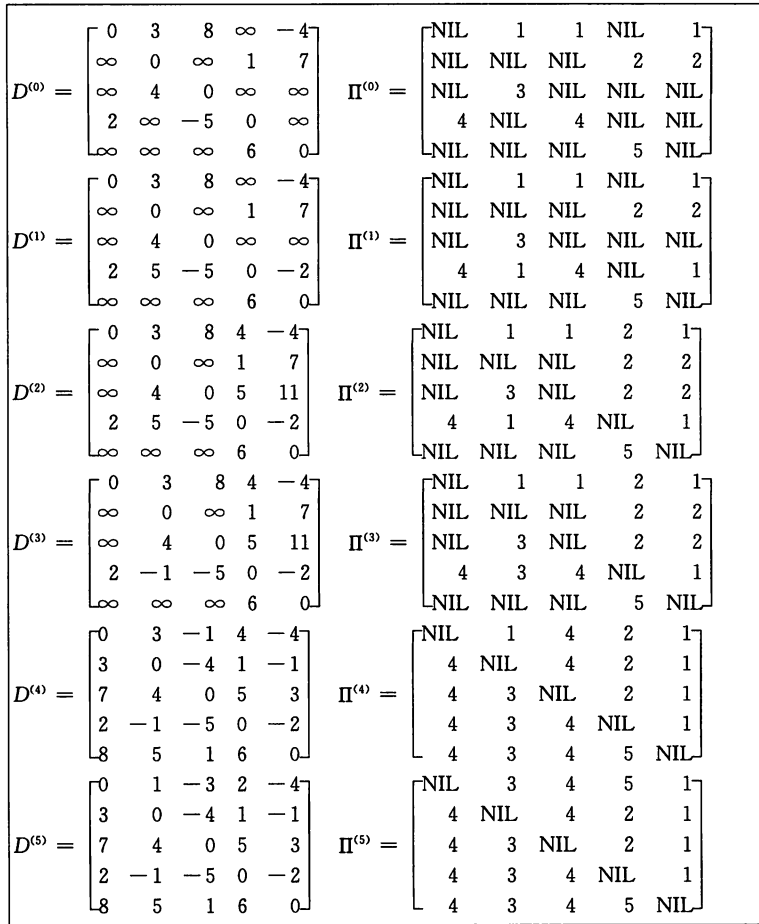 0 3 8 ∞ −4 NIL 1 1 NIL 1
∞ 0 ∞ 1 7 NIL NIL NIL 2 2
D⁽⁰⁾ = ∞ 4 0 ∞ ∞ Π⁽⁰⁾ = NIL 3 NIL NIL NIL
2 ∞ −5 0 ∞ 4 NIL 4 NIL NIL
∞ ∞ ∞ 6 0 NIL NIL NIL 5 NIL
0 3 8 ∞ −4 NIL 1 1 NIL 1
∞ 0 ∞ 1 7 NIL NIL NIL 2 2
D⁽¹⁾ = ∞ 4 0 ∞ ∞ Π⁽¹⁾ = NIL 3 NIL NIL NIL
2 5 −5 0 −2 4 1 4 NIL 1
∞ ∞ ∞ 6 0 NIL NIL NIL 5 NIL
0 3 8 4 −4 NIL 1 1 2 1
∞ 0 ∞ 1 7 NIL NIL NIL 2 2
D⁽²⁾ = ∞ 4 0 5 11 Π⁽²⁾ = NIL 3 NIL 2 2
2 5 −5 0 −2 4 1 4 NIL 1
∞ ∞ ∞ 6 0 NIL NIL NIL 5 NIL
0 3 8 4 −4 NIL 1 1 2 1
∞ 0 ∞ 1 7 NIL NIL NIL 2 2
D⁽³⁾ = ∞ 4 0 5 11 Π⁽³⁾ = NIL 3 NIL 2 2
2 −1 −5 0 −2 4 3 4 NIL 1
∞ ∞ ∞ 6 0 NIL NIL NIL 5 NIL
0 3 −1 4 −4 NIL 1 4 2 1
3 0 −4 1 −1 4 NIL 4 2 1
D⁽⁴⁾ = 7 4 0 5 3 Π⁽⁴⁾ = 4 3 NIL 2 1
2 −1 −5 0 −2 4 3 4 NIL 1
8 5 1 6 0 4 3 4 5 NIL
0 1 −3 2 −4 NIL 3 4 5 1
3 0 −4 1 −1 4 NIL 4 2 1
D⁽⁵⁾ = 7 4 0 5 3 Π⁽⁵⁾ = 4 3 NIL 2 1
2 −1 −5 0 −2 4 3 4 NIL 1
8 5 1 6 0 4 3 4 5 NIL